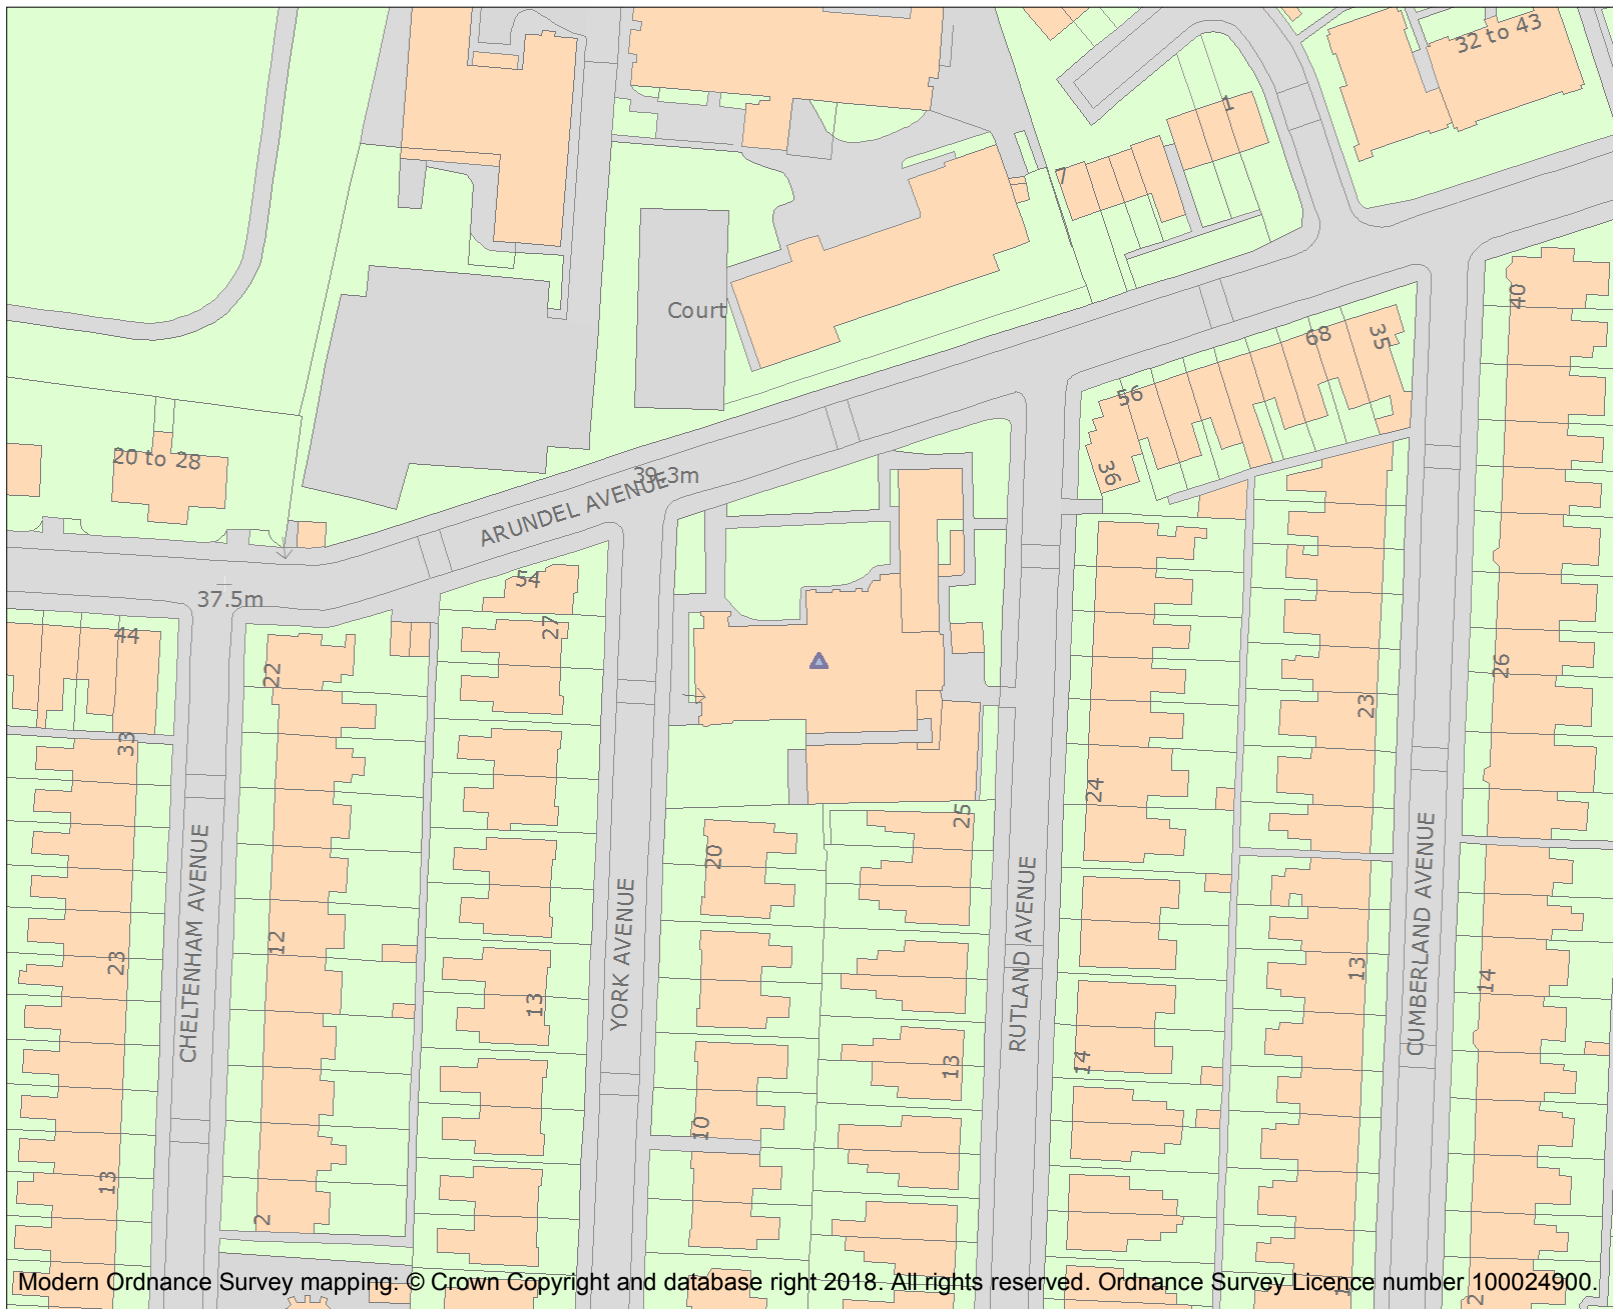 32 to 43
1
7
40
Court
68
35
56
36
20 to 28
39.3m
ARUNDEL AVENUE
54
37.5m
27
44
22
26
33
23
24
25
20
CHELTENHAM AVENUE
YORK AVENUE
RUTLAND AVENUE
CUMBERLAND AVENUE
12
23
13
13
14
13
14
10
13
2
2
Modern Ordnance Survey mapping: © Crown Copyright and database right 2018. All rights reserved. Ordnance Survey Licence number 100024900.